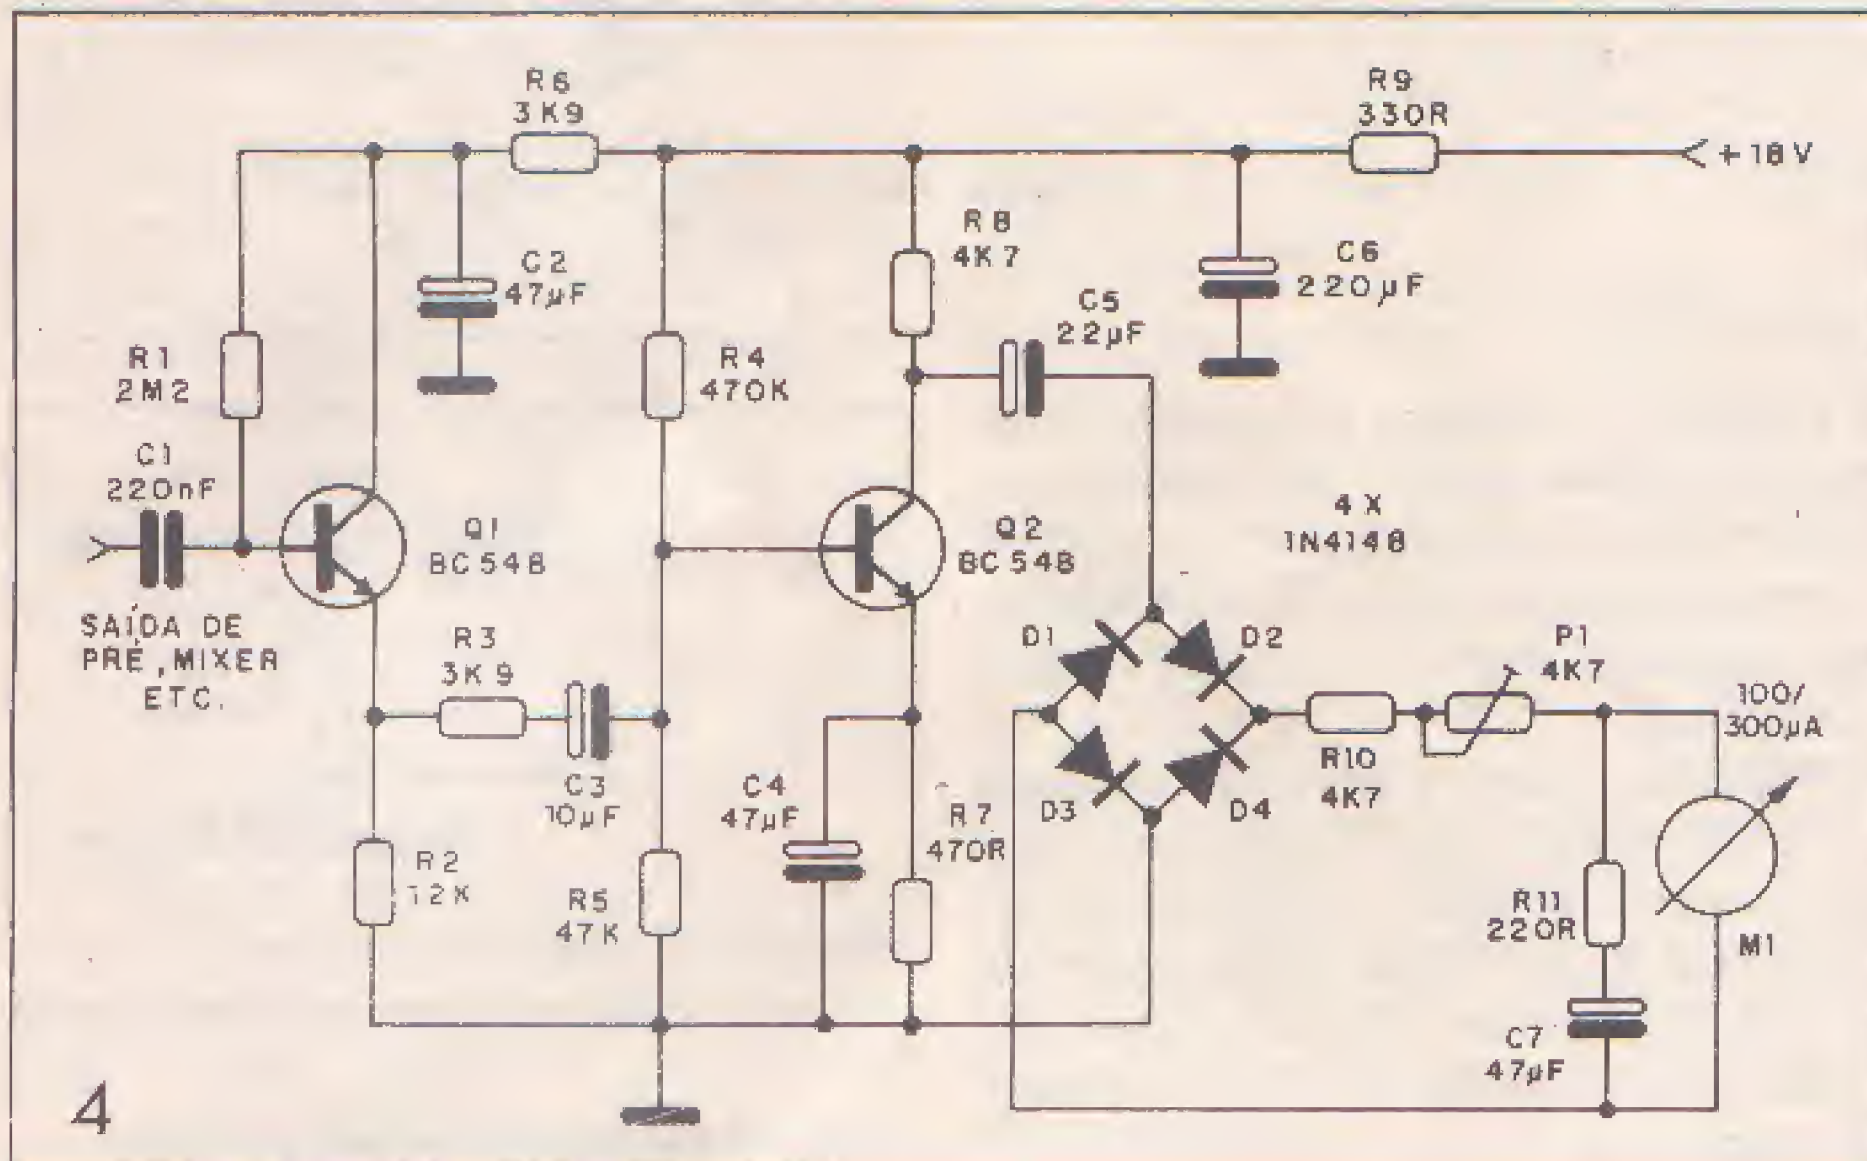 R6
3K9
R9
330R
+18V
R8
4K7
C2
47µF
C6
220µF
C5
22µF
R1
2M2
R4
470K
C1
220nF
Q1
BC548
Q2
BC548
4X
1N4148
SAÍDA DE
PRÉ, MIXER
ETC.
R3
3K9
D1
D2
P1
4K7
100/
300µA
C3
10µF
C4
47µF
R7
470R
D3
D4
R10
4K7
R2
12K
R5
47K
R11
220R
M1
C7
47µF
4